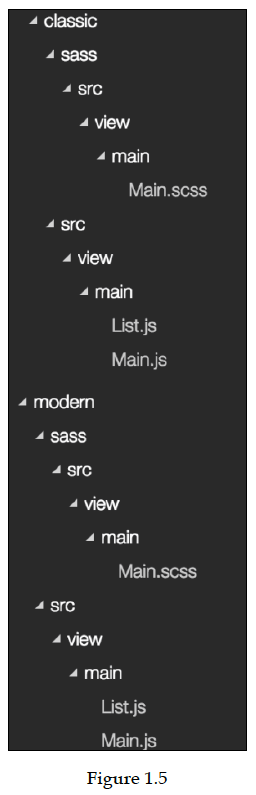 classic
sass
src
view
main
Main.scss
src
view
main
List.js
Main.js
modern
sass
src
view
main
Main.scss
src
view
main
List.js
Main.js
Figure 1.5